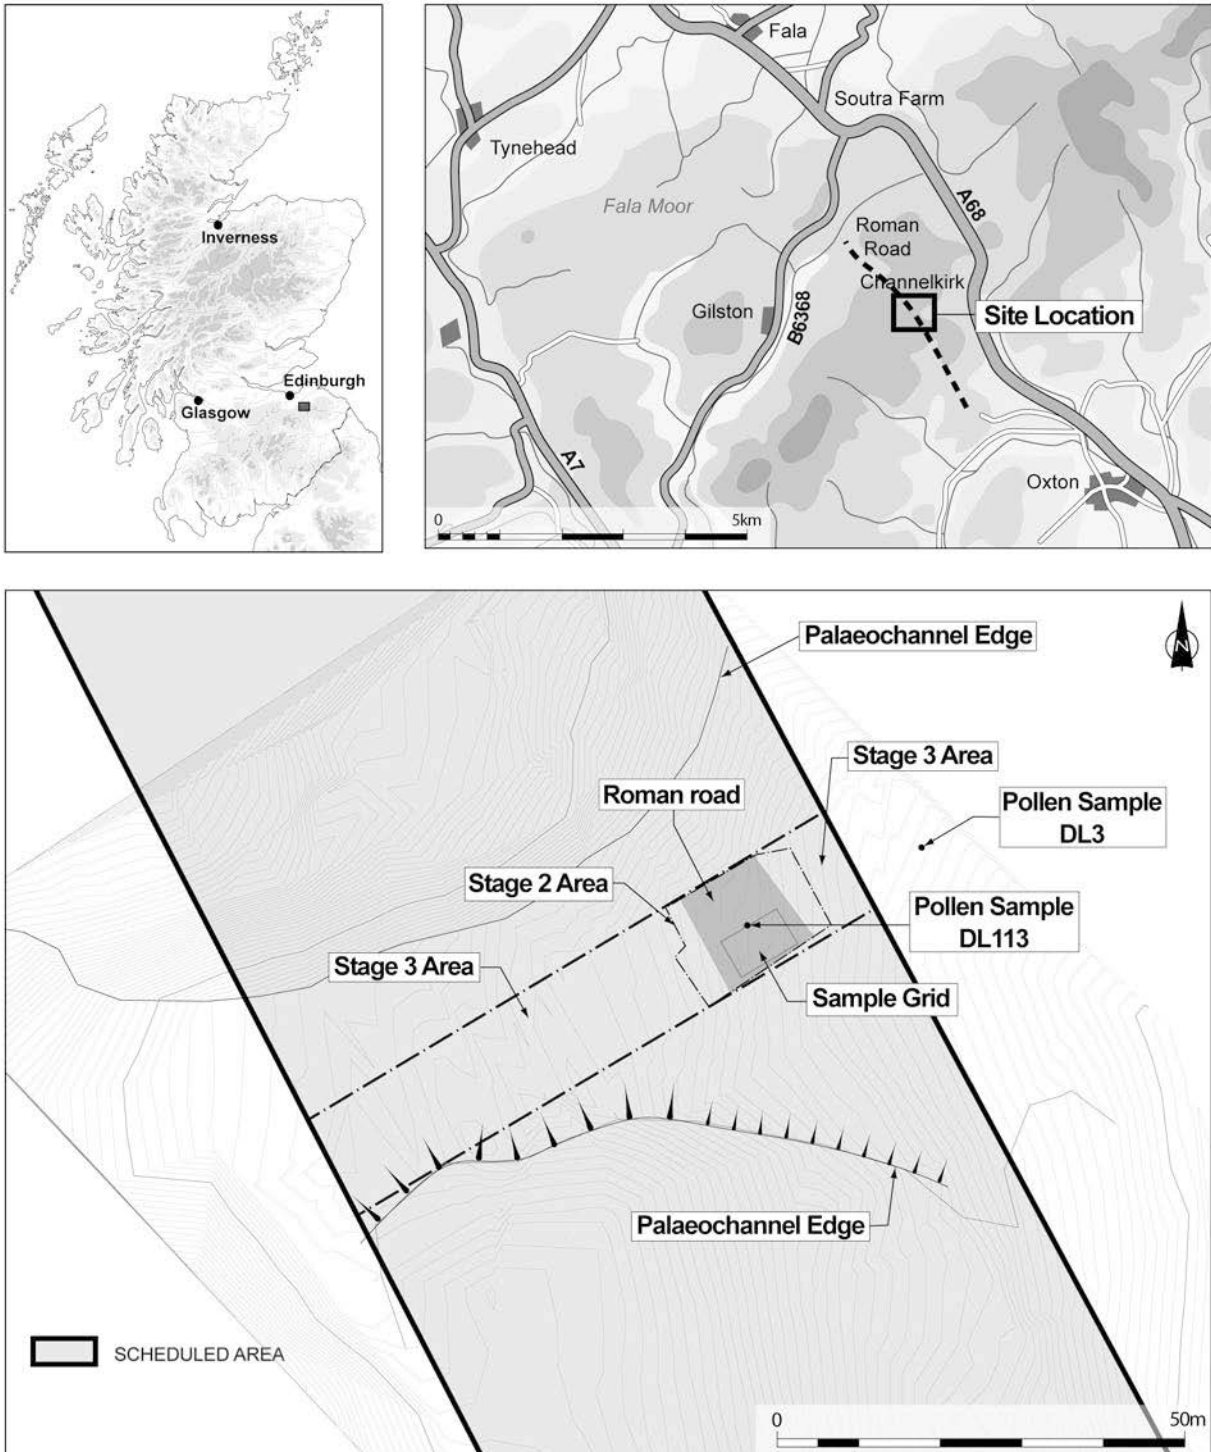 Inverness
Edinburgh
Glasgow
Fala
Soutra Farm
Tynehead
Fala Moor
A68
Roman
Road
Channelkirk
Gilston
B6368
Site Location
A7
Oxton
0
5km
Palaeochannel Edge
N
Stage 3 Area
Roman road
Pollen Sample
DL3
Stage 2 Area
Pollen Sample
DL113
Stage 3 Area
Sample Grid
Palaeochannel Edge
SCHEDULED AREA
0
50m